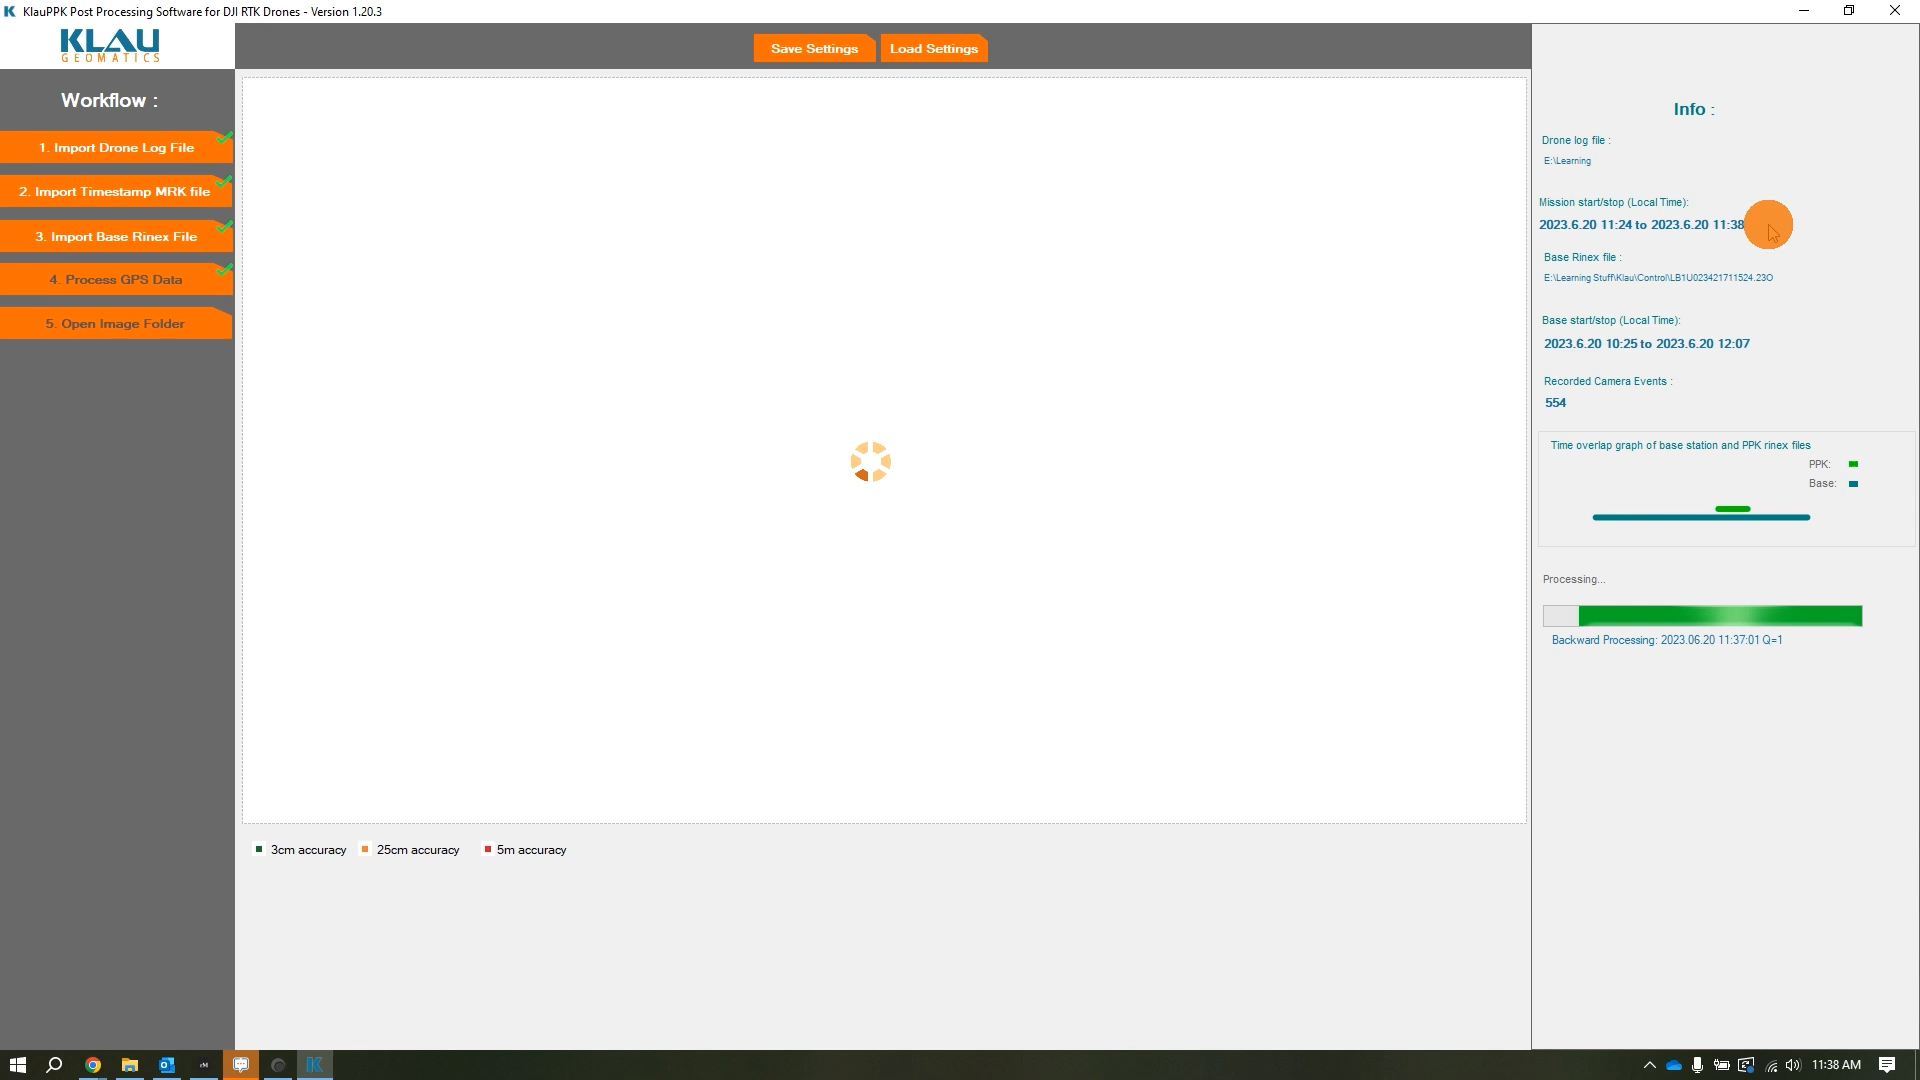 KlauPPK Post Processing Software for DJI RTK Drones - Version 1.20.3
KLAU
GEOMATICS
Save Settings
Load Settings
Workflow :
1. Import Drone Log File
2. Import Timestamp MRK file
3. Import Base Rinex File
4. Process GPS Data
5. Open Image Folder
3cm accuracy
25cm accuracy
5m accuracy
Info :
Drone log file :
E:\Learning
Mission start/stop (Local Time):
2023.6.20 11:24 to 2023.6.20 11:38
Base Rinex file :
E:\Learning Stuff\Klau\Control\LB1U023421711524.23O
Base start/stop (Local Time):
2023.6.20 10:25 to 2023.6.20 12:07
Recorded Camera Events :
554
Time overlap graph of base station and PPK rinex files
PPK:
Base:
Processing...
Backward Processing: 2023.06.20 11:37:01 Q=1
11:38 AM